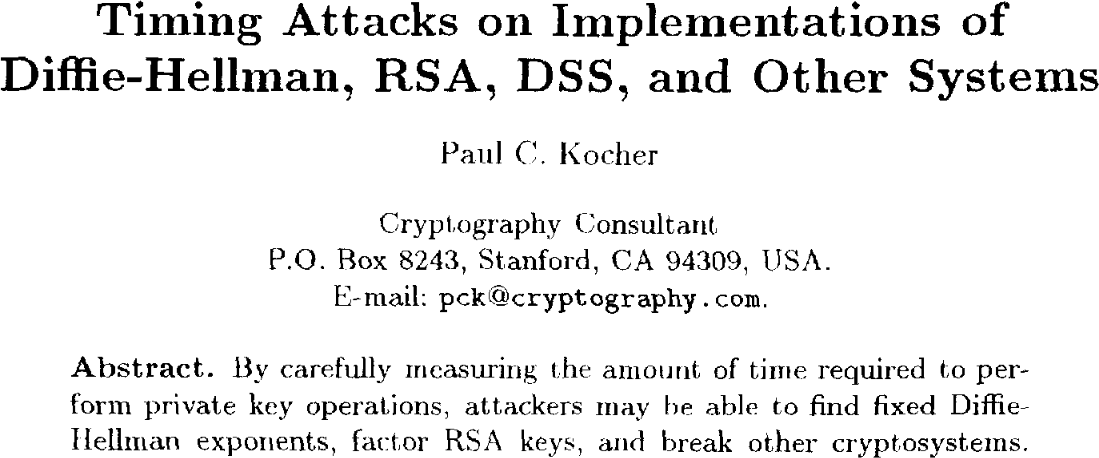 Timing Attacks on Implementations of
Diffie-Hellman, RSA, DSS, and Other Systems
Paul C. Kocher
Cryptography Consultant
P.O. Box 8243, Stanford, CA 94309, USA.
E-mail: pck@cryptography.com.
Abstract. By carefully measuring the amount of time required to per-
form private key operations, attackers may be able to find fixed Diffie-
Hellman exponents, factor RSA keys, and break other cryptosystems.